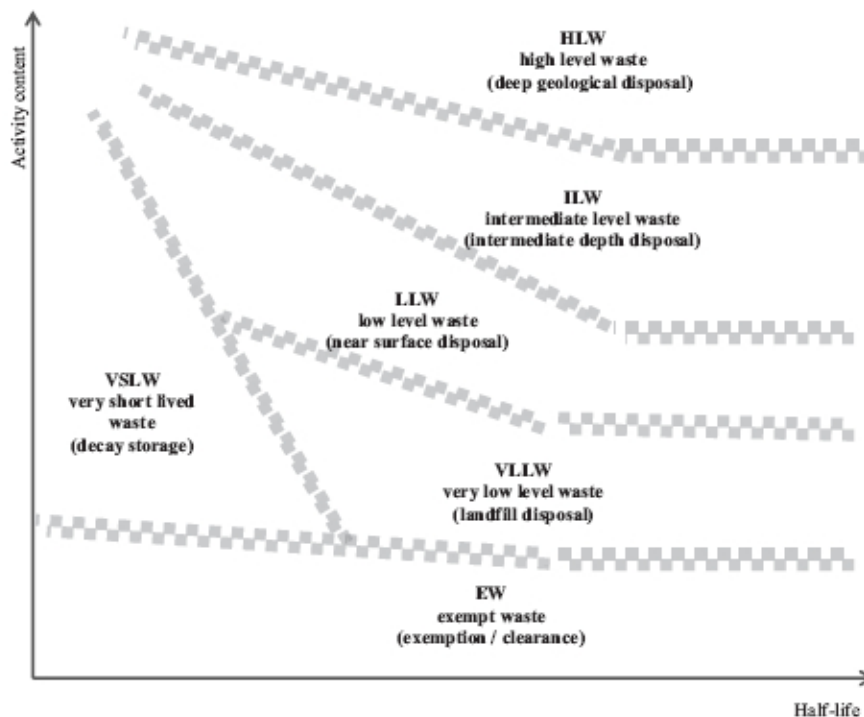 Activity content
HLW
high level waste
(deep geological disposal)
ILW
intermediate level waste
(intermediate depth disposal)
LLW
low level waste
(near surface disposal)
VSLW
very short lived
waste
(decay storage)
VLLW
very low level waste
(landfill disposal)
EW
exempt waste
(exemption / clearance)
Half-life